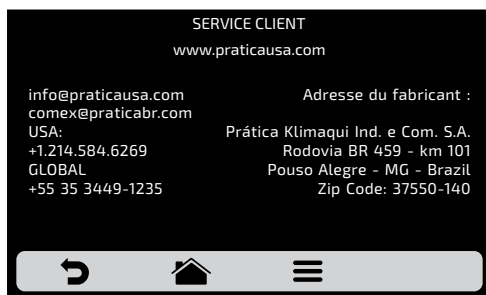 SERVICE CLIENT
www.praticausa.com
info@praticausa.com
comex@praticabr.com
USA:
+1.214.584.6269
GLOBAL
+55 35 3449-1235
Adresse du fabricant :
Prática Klimaqui Ind. e Com. S.A.
Rodovia BR 459 - km 101
Pouso Alegre - MG - Brazil
Zip Code: 37550-140